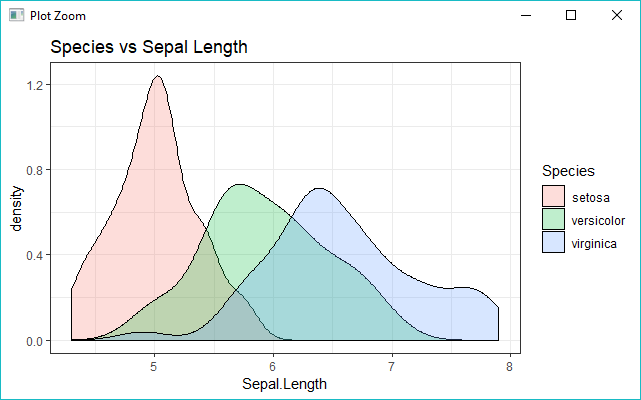 Plot Zoom
Species vs Sepal Length
1.2
0.8
0.4
0.0
density
5 6 7 8
Sepal.Length
Species
setosa
versicolor
virginica